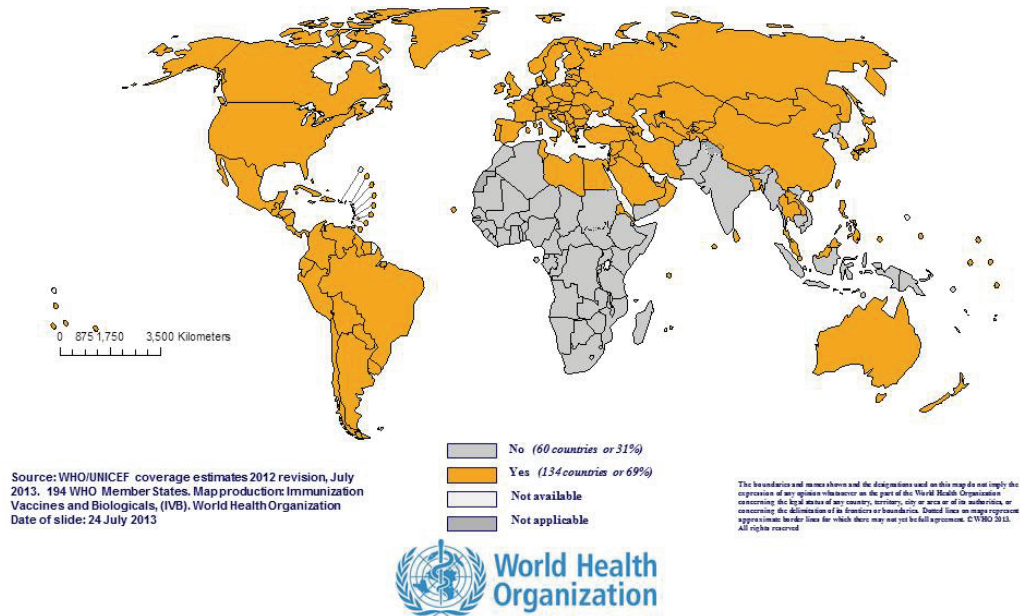 0 875 1,750 3,500 Kilometers
No (60 countries or 31%)
Yes (134 countries or 69%)
Not available
Not applicable
Source: WHO/UNICEF coverage estimates 2012 revision, July
2013. 194 WHO Member States. Map production: Immunization
Vaccines and Biologicals, (IVB). World Health Organization
Date of slide: 24 July 2013
The boundaries and names shown and the designations used on this map do not imply the
expression of any opinion whatsoever on the part of the World Health Organization
concerning the legal status of any country, territory, city or area or of its authorities, or
concerning the delimitation of its frontiers or boundaries. Dotted lines on maps represent
approximate border lines for which there may not yet be full agreement. ©WHO 2013.
All rights reserved
World Health
Organization